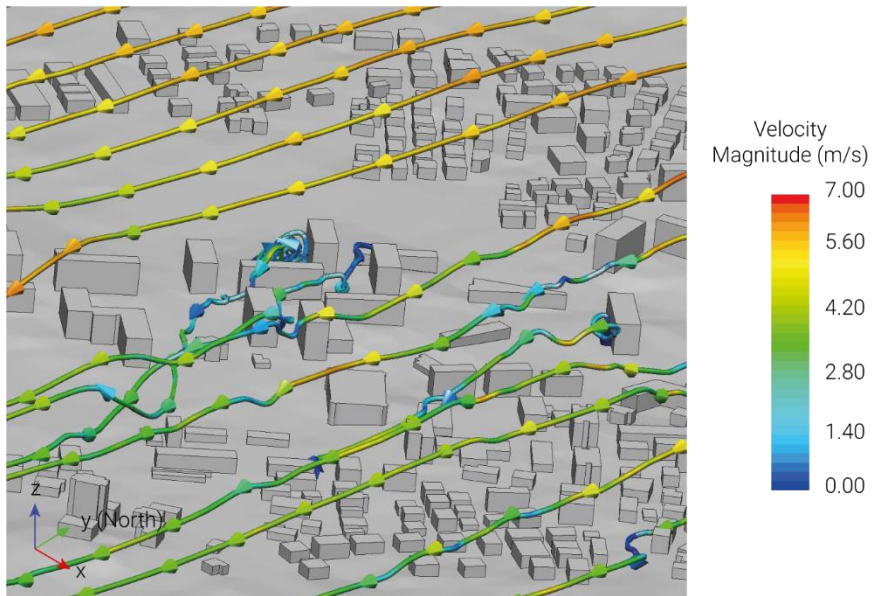 Velocity
Magnitude (m/s)
7.00
5.60
4.20
2.80
1.40
0.00
z
y (North)
x